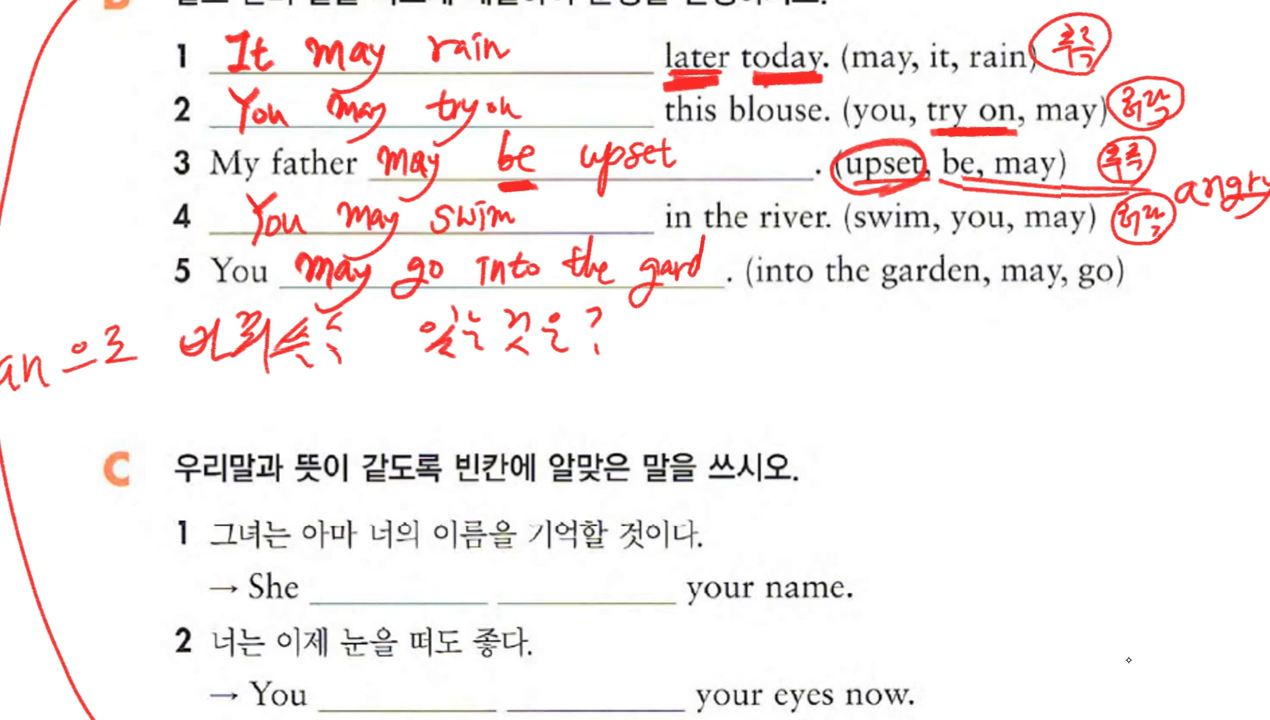 1 It may rain later today. (may, it, rain) 추측
2 You may try on this blouse. (you, try on, may) 허락
3 My father may be upset . (upset, be, may) 추측
angry
4 You may swim in the river. (swim, you, may) 허락
5 You may go into the gard . (into the garden, may, go)
an으로 바꿔쓸수 있는것은?
C 우리말과 뜻이 같도록 빈칸에 알맞은 말을 쓰시오.
1 그녀는 아마 너의 이름을 기억할 것이다.
→ She your name.
2 너는 이제 눈을 떠도 좋다.
→ You your eyes now.